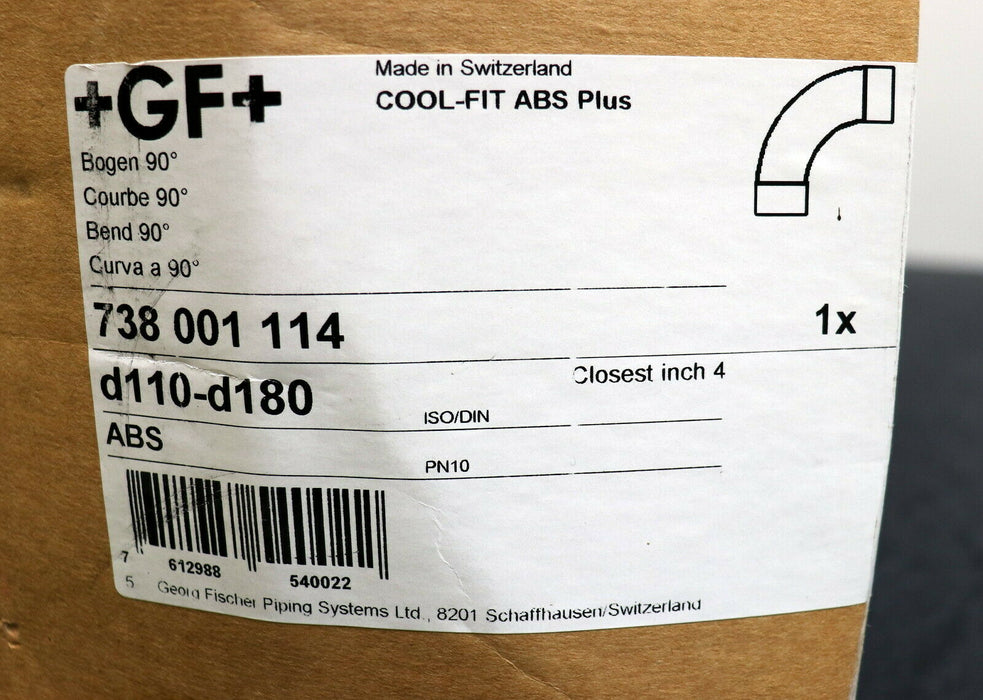 +GF+
Made in Switzerland
COOL-FIT ABS Plus
Bogen 90°
Courbe 90°
Bend 90°
Curva a 90°
738 001 114
1x
d110-d180
ISO/DIN
Closest inch 4
ABS
PN10
7 612988 540022
5 Georg Fischer Piping Systems Ltd., 8201 Schaffhausen/Switzerland